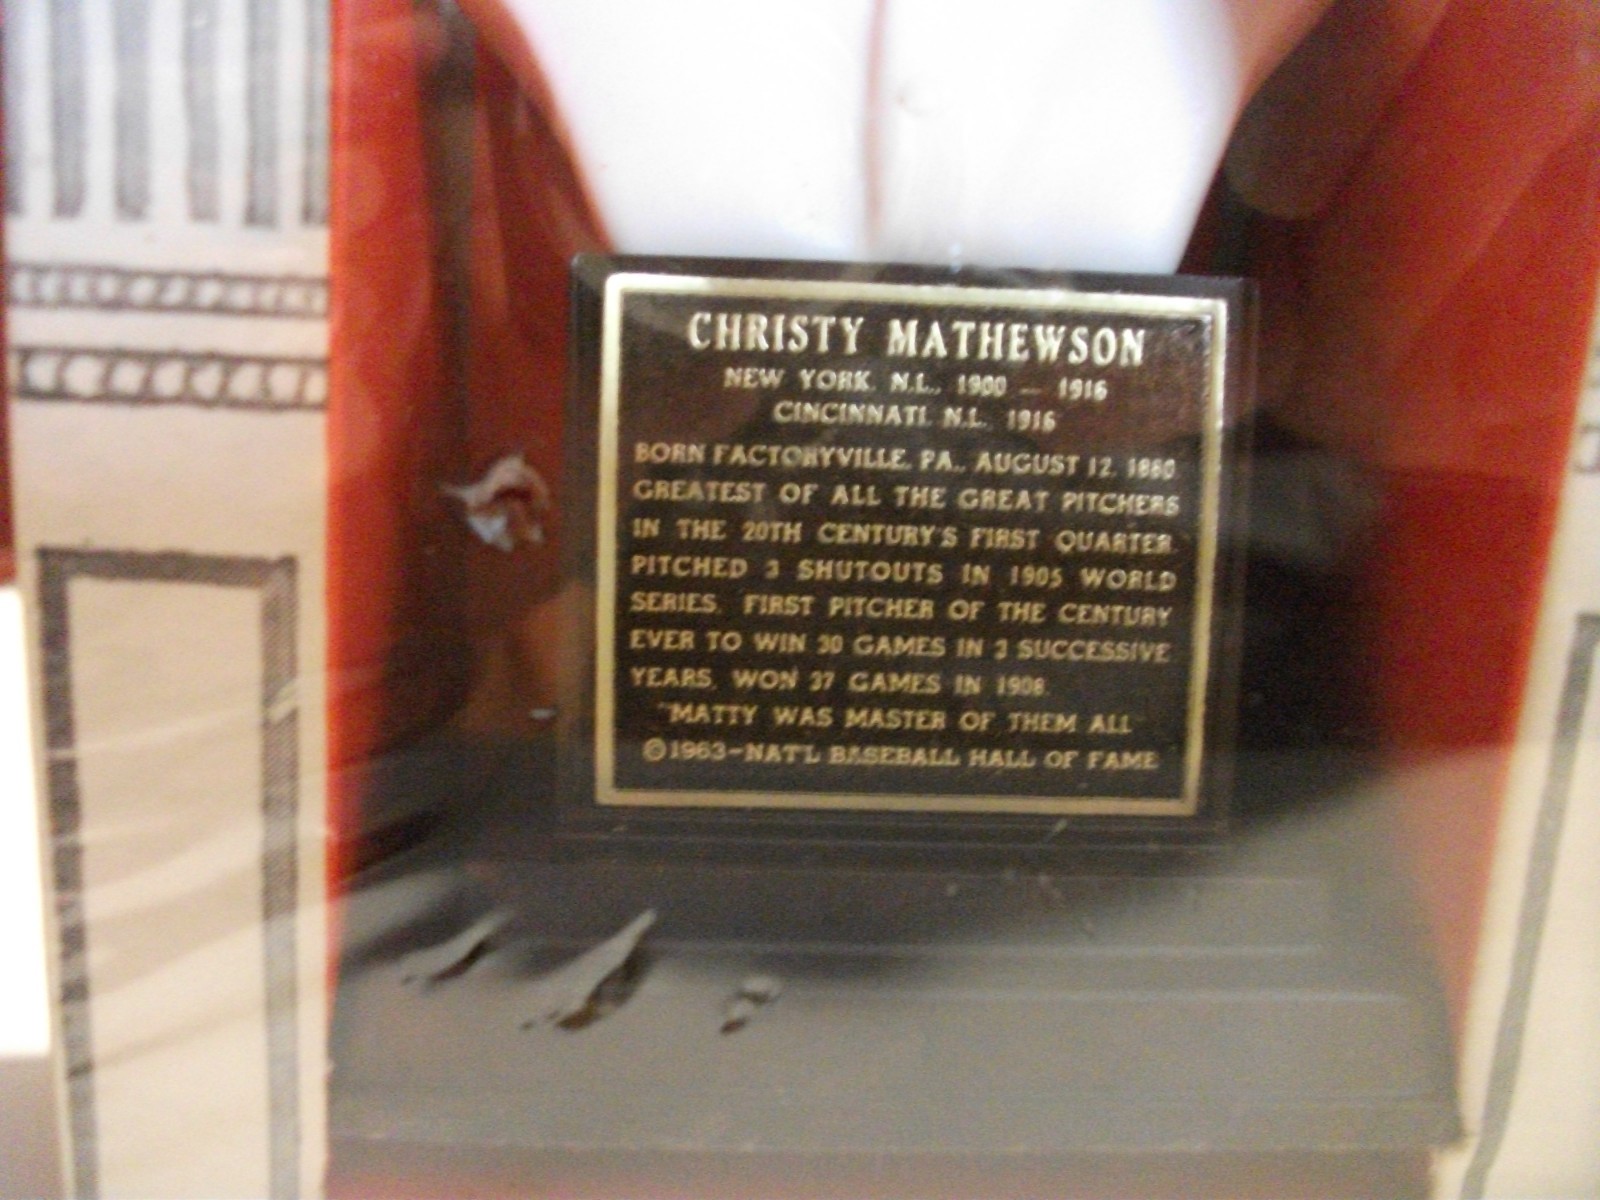 CHRISTY MATHEWSON
NEW YORK, N.L., 1900 — 1916
CINCINNATI, N.L. 1916
BORN FACTORYVILLE, PA., AUGUST 12, 1880
GREATEST OF ALL THE GREAT PITCHERS
IN THE 20TH CENTURY'S FIRST QUARTER
PITCHED 3 SHUTOUTS IN 1905 WORLD
SERIES. FIRST PITCHER OF THE CENTURY
EVER TO WIN 30 GAMES IN 3 SUCCESSIVE
YEARS. WON 37 GAMES IN 1908.
"MATTY WAS MASTER OF THEM ALL"
©1963-NAT'L BASEBALL HALL OF FAME